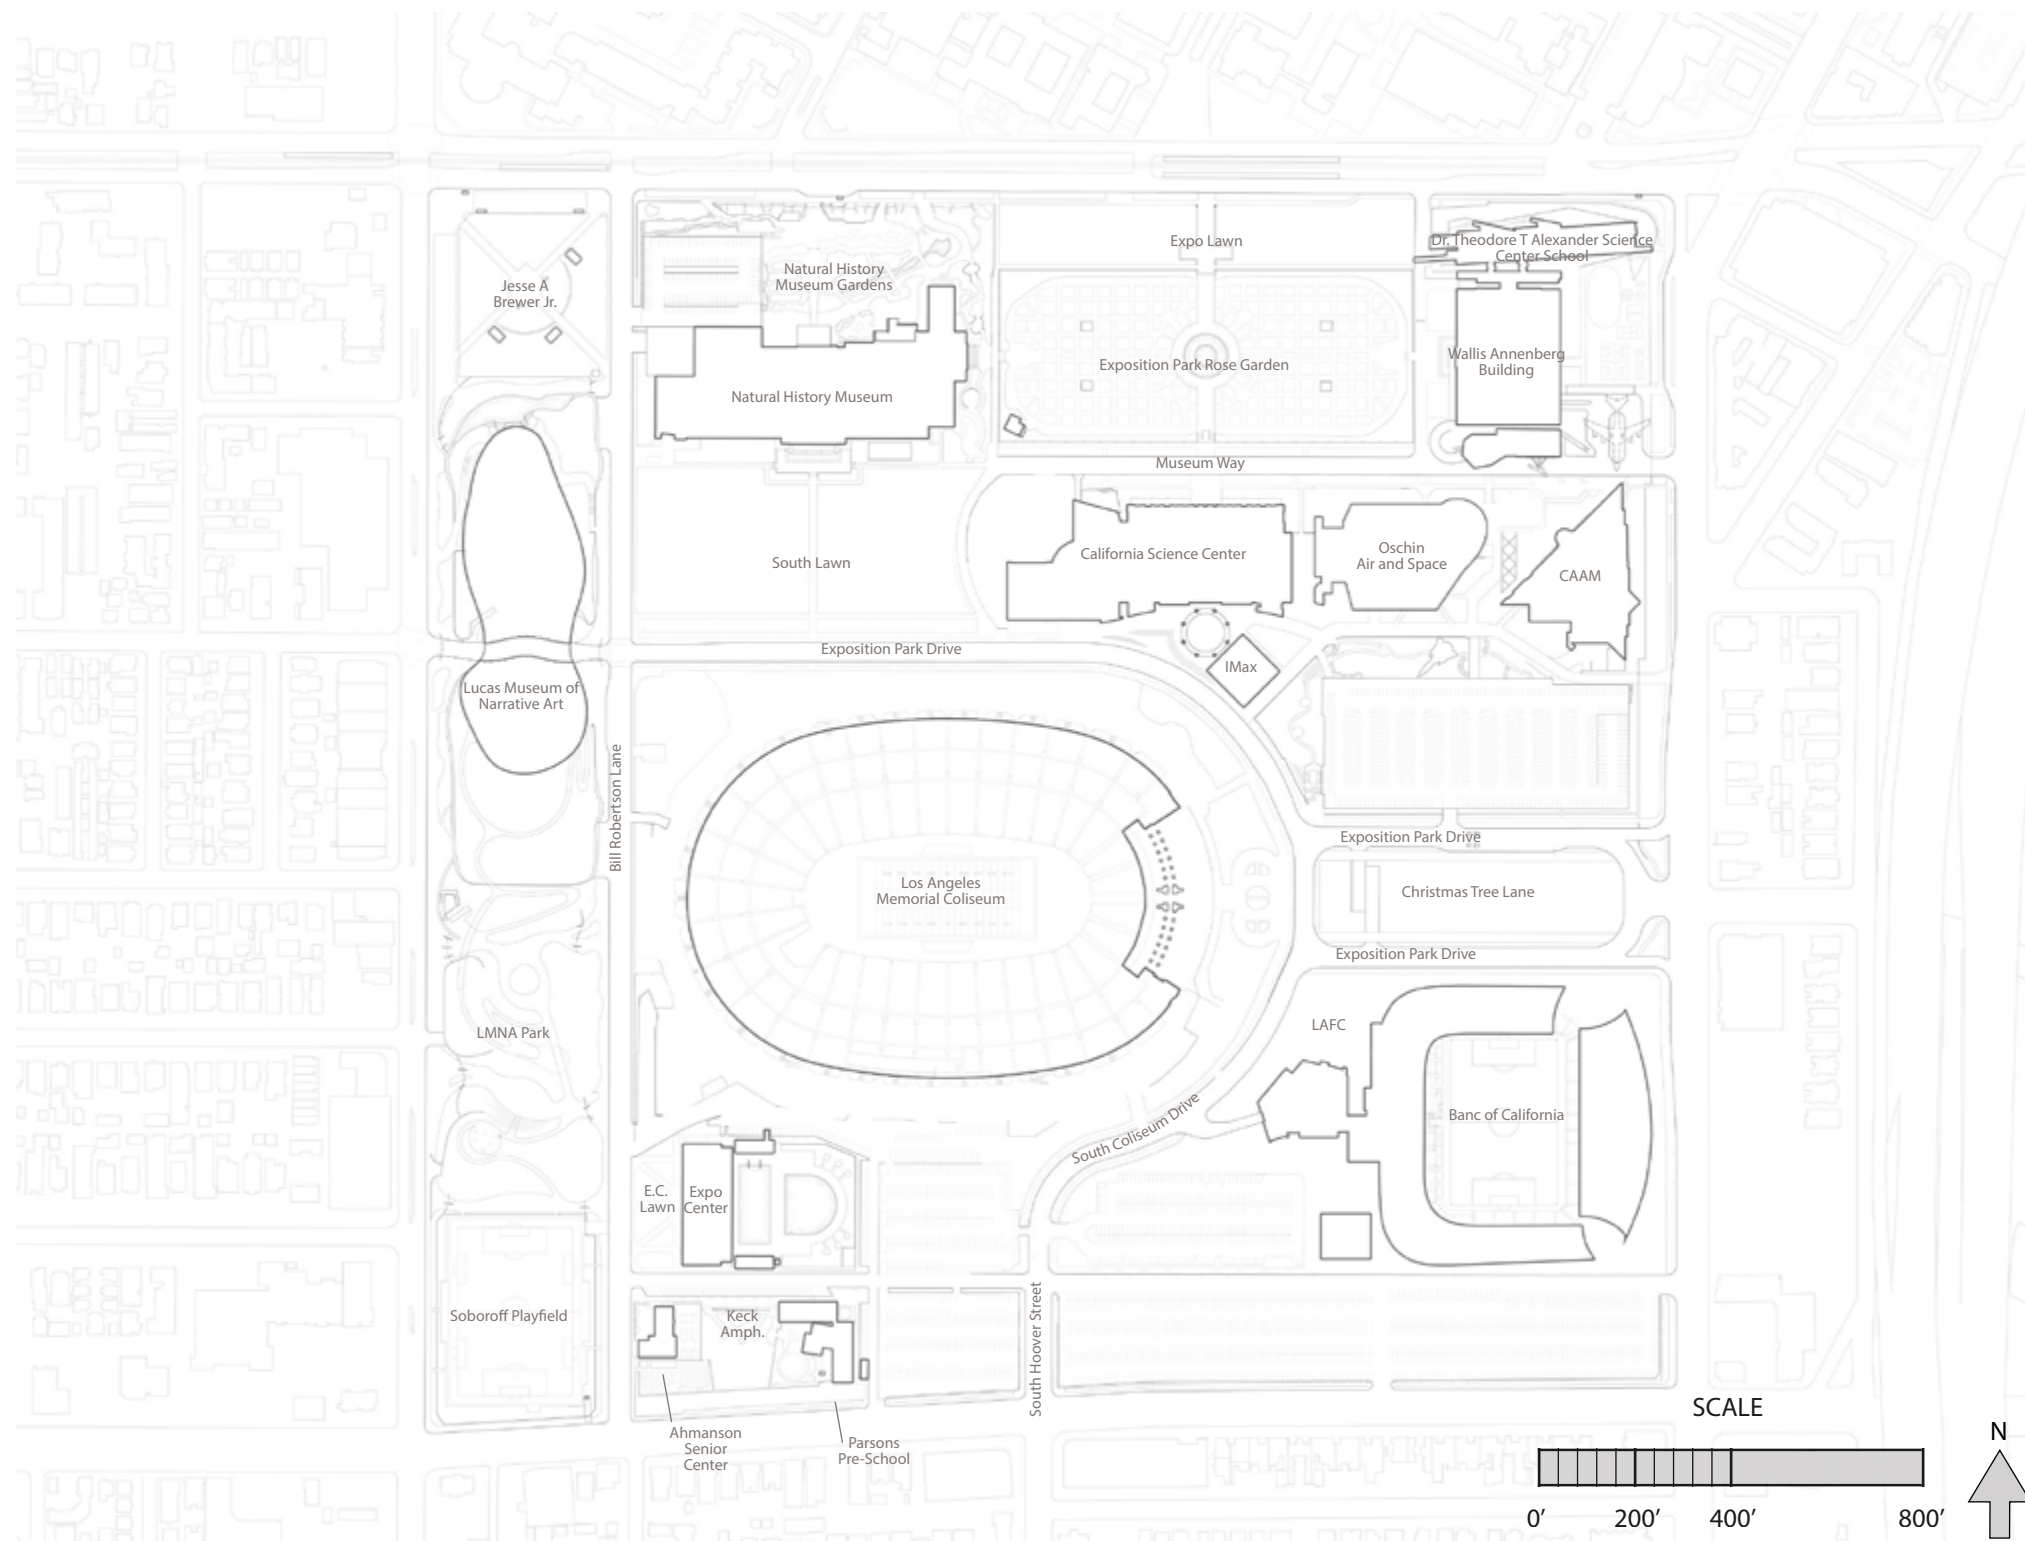 Expo Lawn
Dr. Theodore T Alexander Science
Center School
Natural History
Museum Gardens
Jesse A
Brewer Jr.
Wallis Annenberg
Building
Exposition Park Rose Garden
Natural History Museum
Museum Way
California Science Center
Oschin
Air and Space
South Lawn
CAAM
Exposition Park Drive
IMax
Lucas Museum of
Narrative Art
Bill Robertson Lane
Exposition Park Drive
Los Angeles
Memorial Coliseum
Christmas Tree Lane
Exposition Park Drive
LAFC
LMNA Park
Banc of California
South Coliseum Drive
E.C.
Lawn
Expo
Center
Soboroff Playfield
Keck
Amph.
South Hoover Street
Ahmanson
Senior
Center
Parsons
Pre-School
SCALE
N
0’ 200’ 400’ 800’